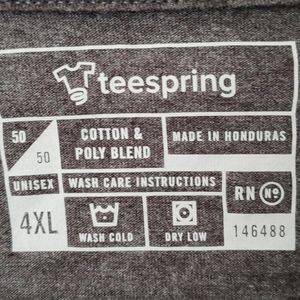 teespring
50
50
COTTON &
POLY BLEND
MADE IN HONDURAS
UNISEX
4XL
WASH CARE INSTRUCTIONS
WASH COLD
DRY LOW
RN Nº
146488